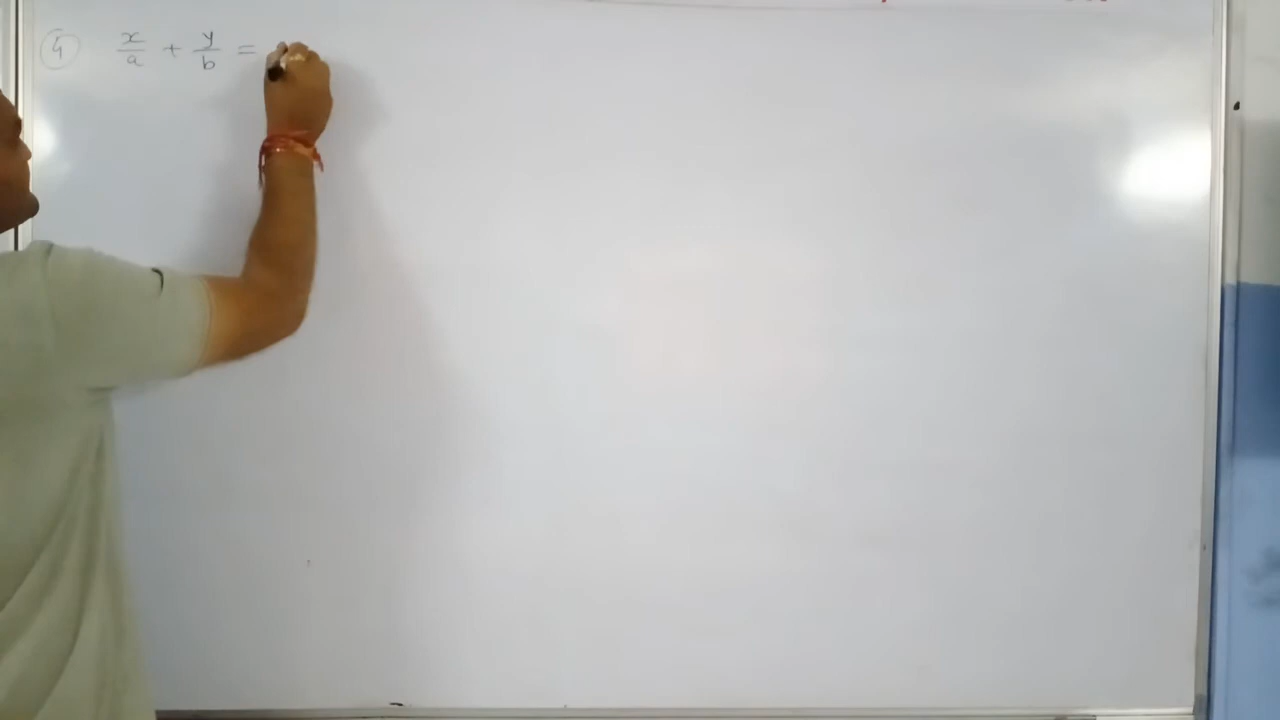 ④ x/a + y/b =